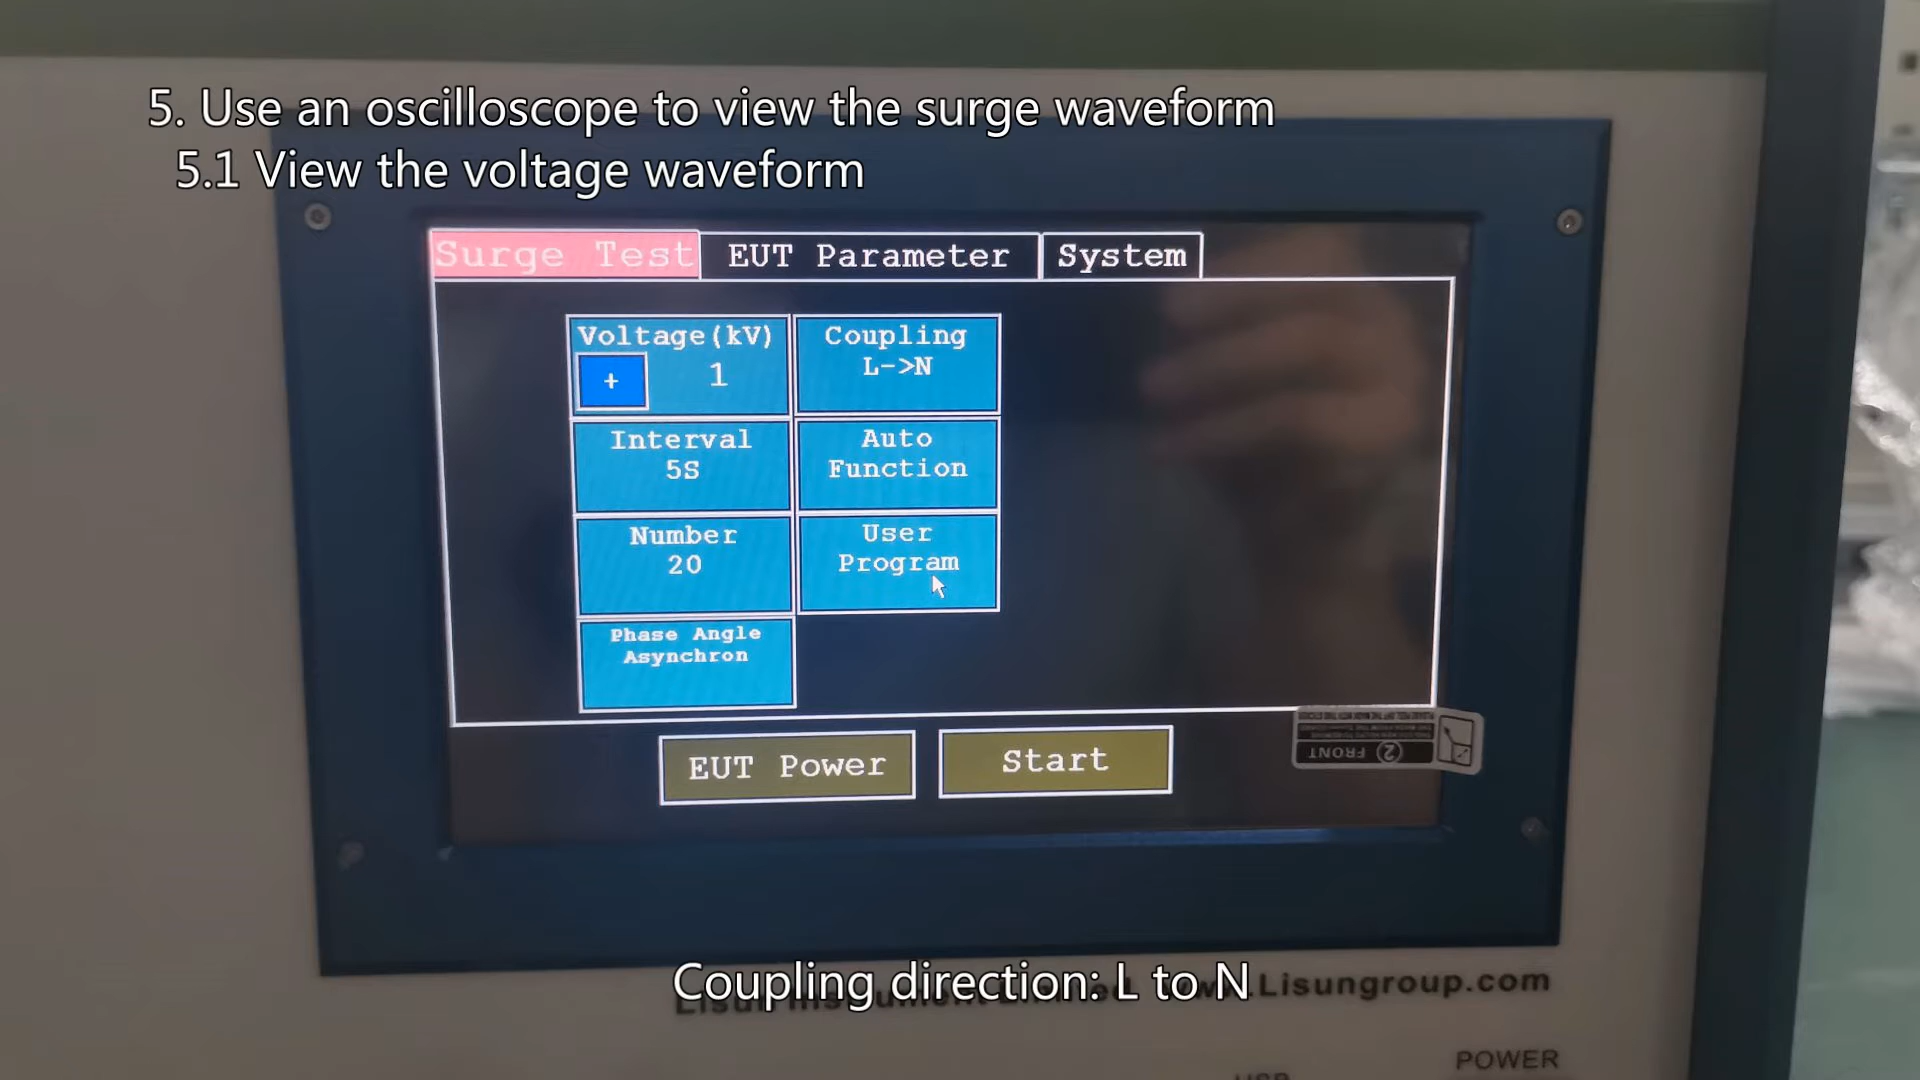 5. Use an oscilloscope to view the surge waveform
5.1 View the voltage waveform
Surge Test
EUT Parameter
System
Voltage(kV)
+ 1
Coupling
L->N
Interval
5S
Auto
Function
Number
20
User
Program
Phase Angle
Asynchron
EUT Power
Start
2 FRONT
Coupling direction: L to N
.Lisungroup.com
POWER